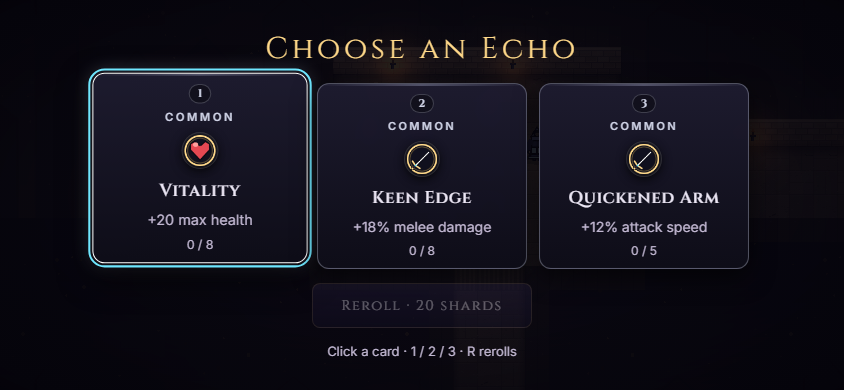 Choose an Echo
1
COMMON
Vitality
+20 max health
0 / 8
2
COMMON
Keen Edge
+18% melee damage
0 / 8
3
COMMON
Quickened Arm
+12% attack speed
0 / 5
Reroll · 20 shards
Click a card · 1 / 2 / 3 · R rerolls